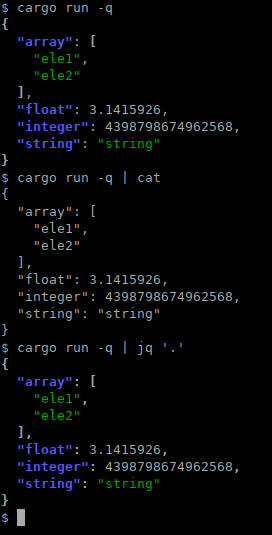 $ cargo run -q
{
  "array": [
    "ele1",
    "ele2"
  ],
  "float": 3.1415926,
  "integer": 4398798674962568,
  "string": "string"
}
$ cargo run -q | cat
{
  "array": [
    "ele1",
    "ele2"
  ],
  "float": 3.1415926,
  "integer": 4398798674962568,
  "string": "string"
}
$ cargo run -q | jq '.'
{
  "array": [
    "ele1",
    "ele2"
  ],
  "float": 3.1415926,
  "integer": 4398798674962568,
  "string": "string"
}
$